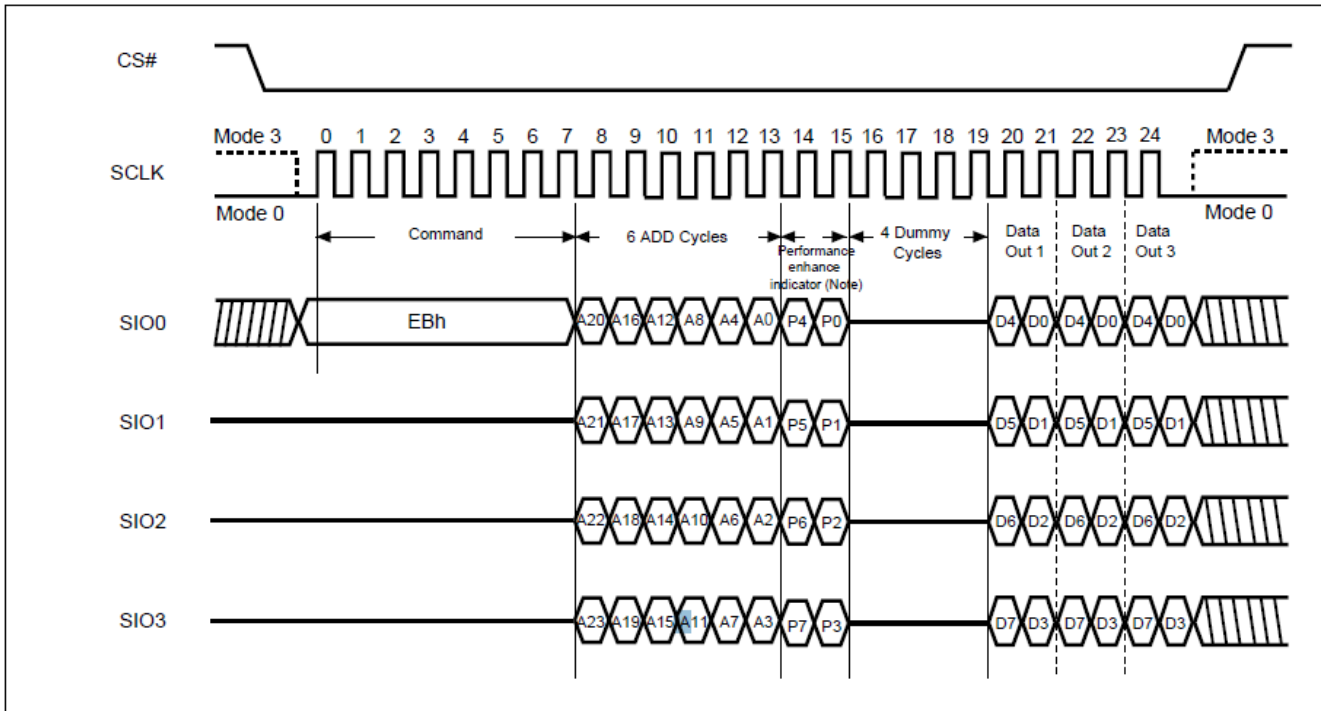 CS#
Mode 3 0 1 2 3 4 5 6 7 8 9 10 11 12 13 14 15 16 17 18 19 20 21 22 23 24 Mode 3
SCLK
Mode 0 Mode 0
Command 6 ADD Cycles Performance enhance indicator (Note) 4 Dummy Cycles Data Out 1 Data Out 2 Data Out 3
SIO0 EBh A20 A16 A12 A8 A4 A0 P4 P0 D4 D0 D4 D0 D4 D0
SIO1 A21 A17 A13 A9 A5 A1 P5 P1 D5 D1 D5 D1 D5 D1
SIO2 A22 A18 A14 A10 A6 A2 P6 P2 D6 D2 D6 D2 D6 D2
SIO3 A23 A19 A15 A11 A7 A3 P7 P3 D7 D3 D7 D3 D7 D3